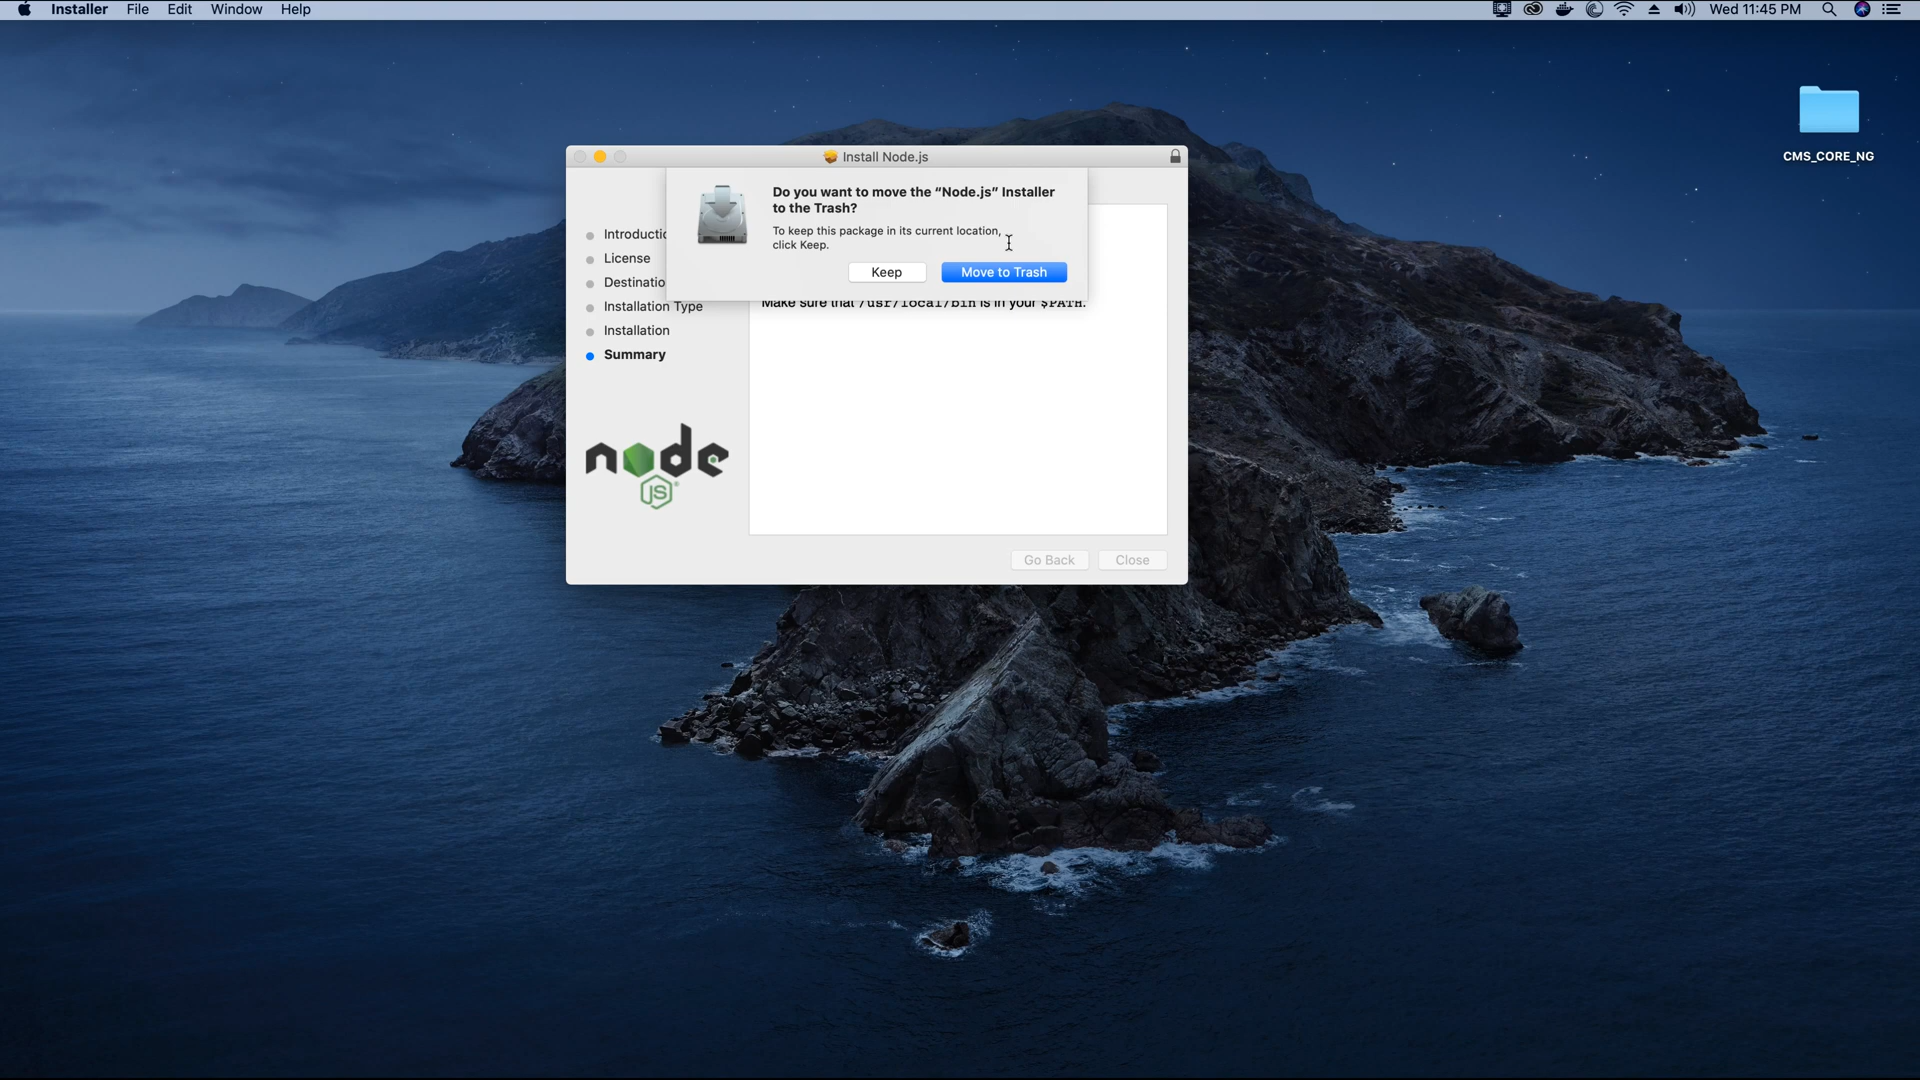 Installer File Edit Window Help
Wed 11:45 PM
CMS_CORE_NG
Install Node.js
Do you want to move the “Node.js” Installer
to the Trash?
To keep this package in its current location,
click Keep.
Keep Move to Trash
Make sure that /usr/local/bin is in your $PATH.
Introductio
License
Destinatio
Installation Type
Installation
Summary
node
JS
Go Back Close